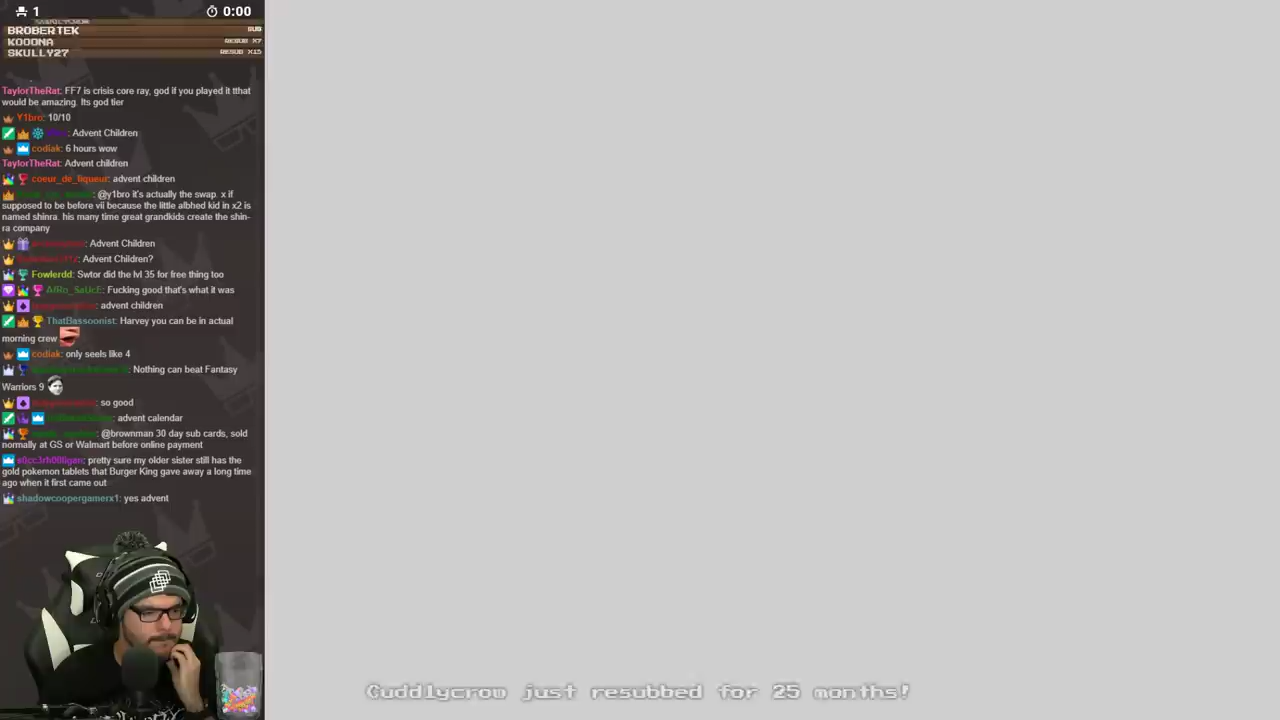 1
0:00
BROBERTEK
SUB
KOOONA
RESUB X7
SKULLY27
RESUB X15
TaylorTheRat: FF7 is crisis core ray, god if you played it tthat
would be amazing. Its god tier
Y1bro: 10/10
: Advent Children
codiak: 6 hours wow
TaylorTheRat: Advent children
coeur_de_liqueur: advent children
: @y1bro it's actually the swap. x if
supposed to be before vii because the little albhed kid in x2 is
named shinra. his many time great grandkids create the shin-
ra company
: Advent Children
: Advent Children?
Fowlerdd: Swtor did the lvl 35 for free thing too
AfRo_SaUcE: Fucking good that's what it was
: advent children
ThatBassoonist: Harvey you can be in actual
morning crew
codiak: only seels like 4
: Nothing can beat Fantasy
Warriors 9
: so good
: advent calendar
: @brownman 30 day sub cards, sold
normally at GS or Walmart before online payment
s0cc3rh00ligan: pretty sure my older sister still has the
gold pokemon tablets that Burger King gave away a long time
ago when it first came out
shadowcoopergamerx1: yes advent
Cuddlycrow just resubbed for 25 months!